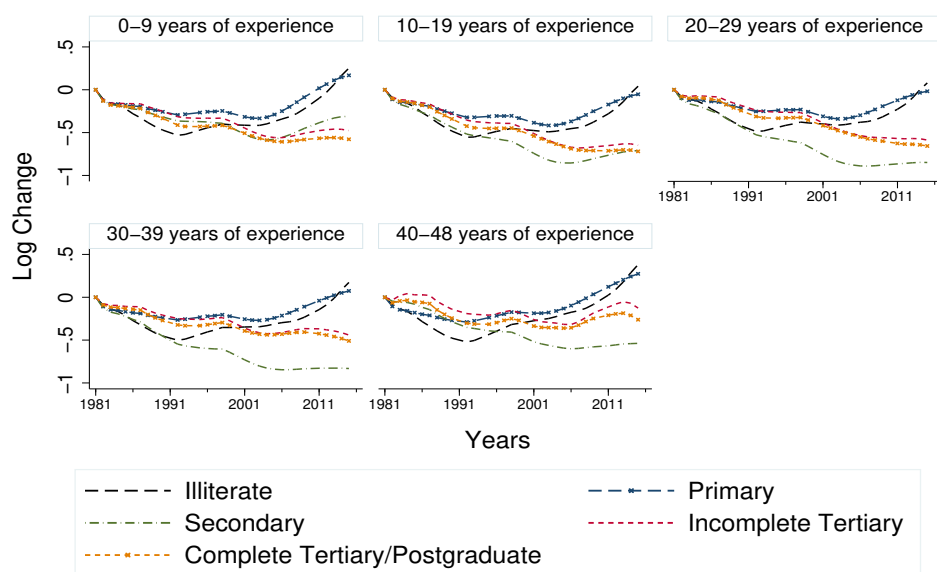 0−9 years of experience
10−19 years of experience
20−29 years of experience
.5
0
−.5
−1
1981 1991 2001 2011
30−39 years of experience
40−48 years of experience
.5
0
−.5
−1
1981 1991 2001 2011
1981 1991 2001 2011
Log Change
Years
Illiterate
Primary
Secondary
Incomplete Tertiary
Complete Tertiary/Postgraduate